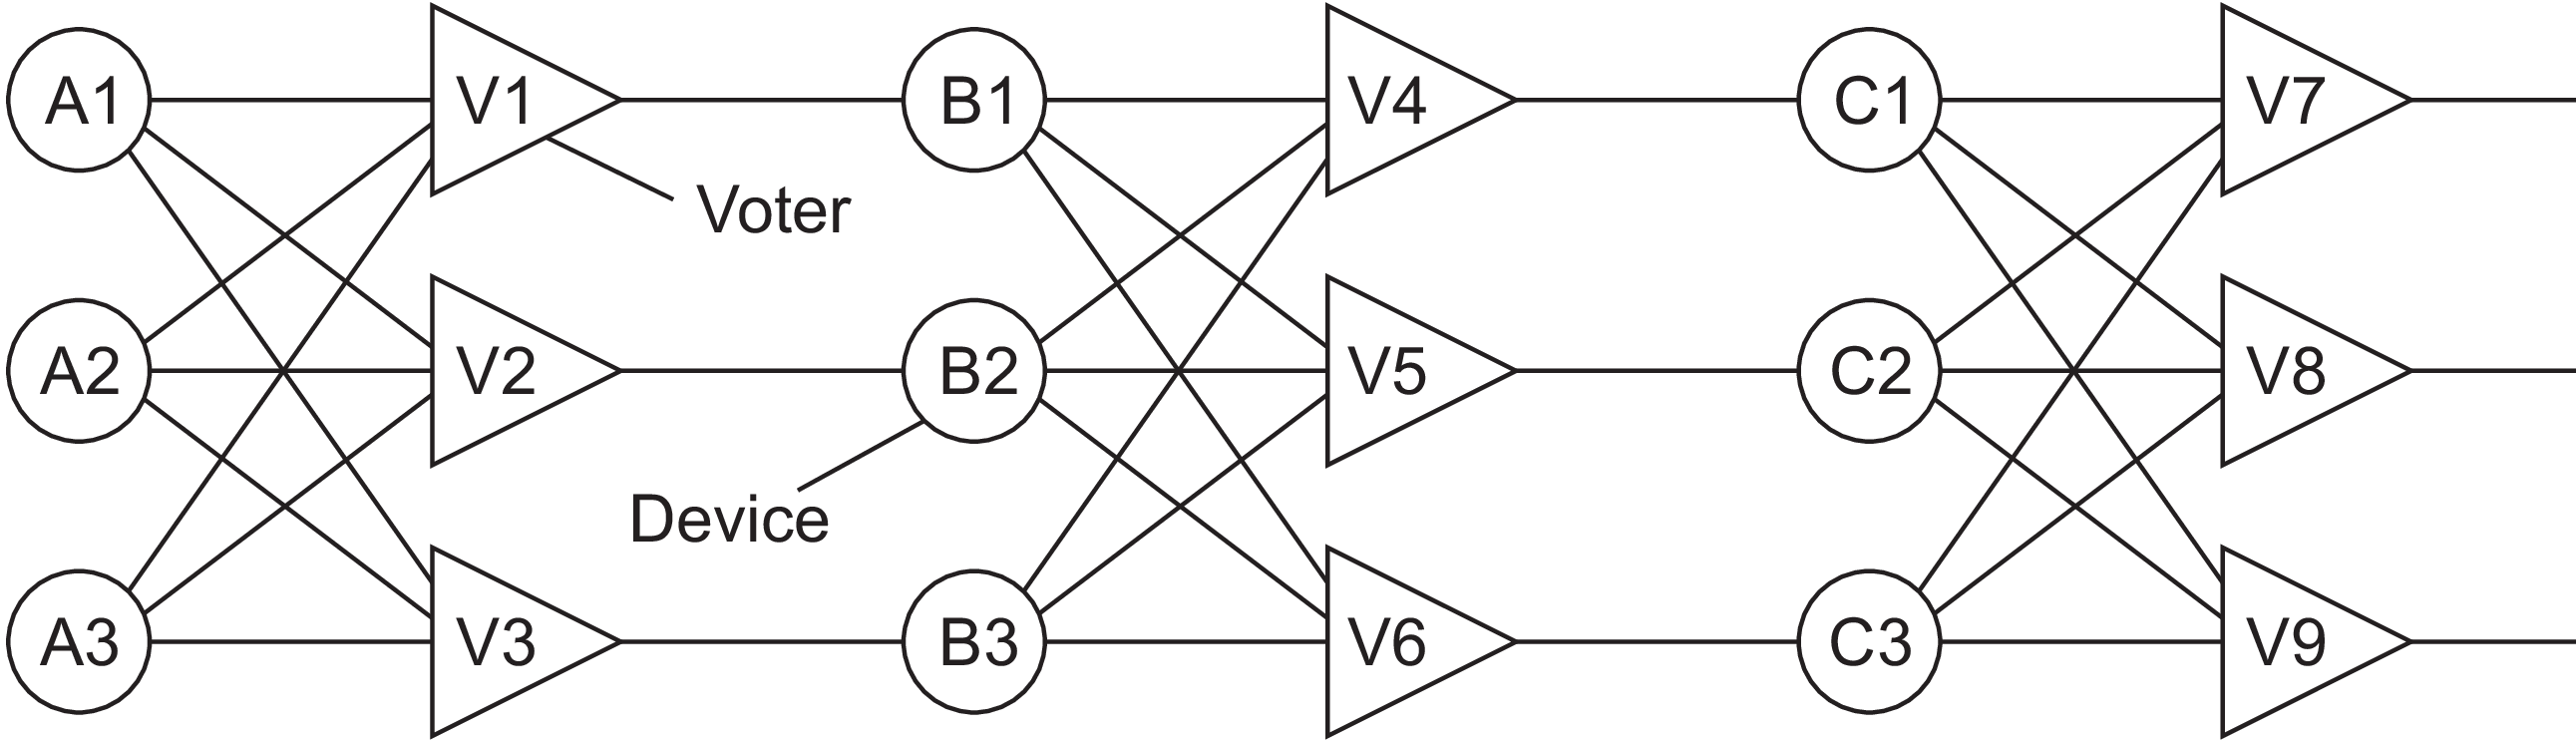 A1 V1 B1 V4 C1 V7
Voter
A2 V2 B2 V5 C2 V8
Device
A3 V3 B3 V6 C3 V9